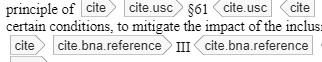 principle of cite cite.usc §61 cite.usc cite
certain conditions, to mitigate the impact of the inclus
cite cite.bna.reference III cite.bna.reference